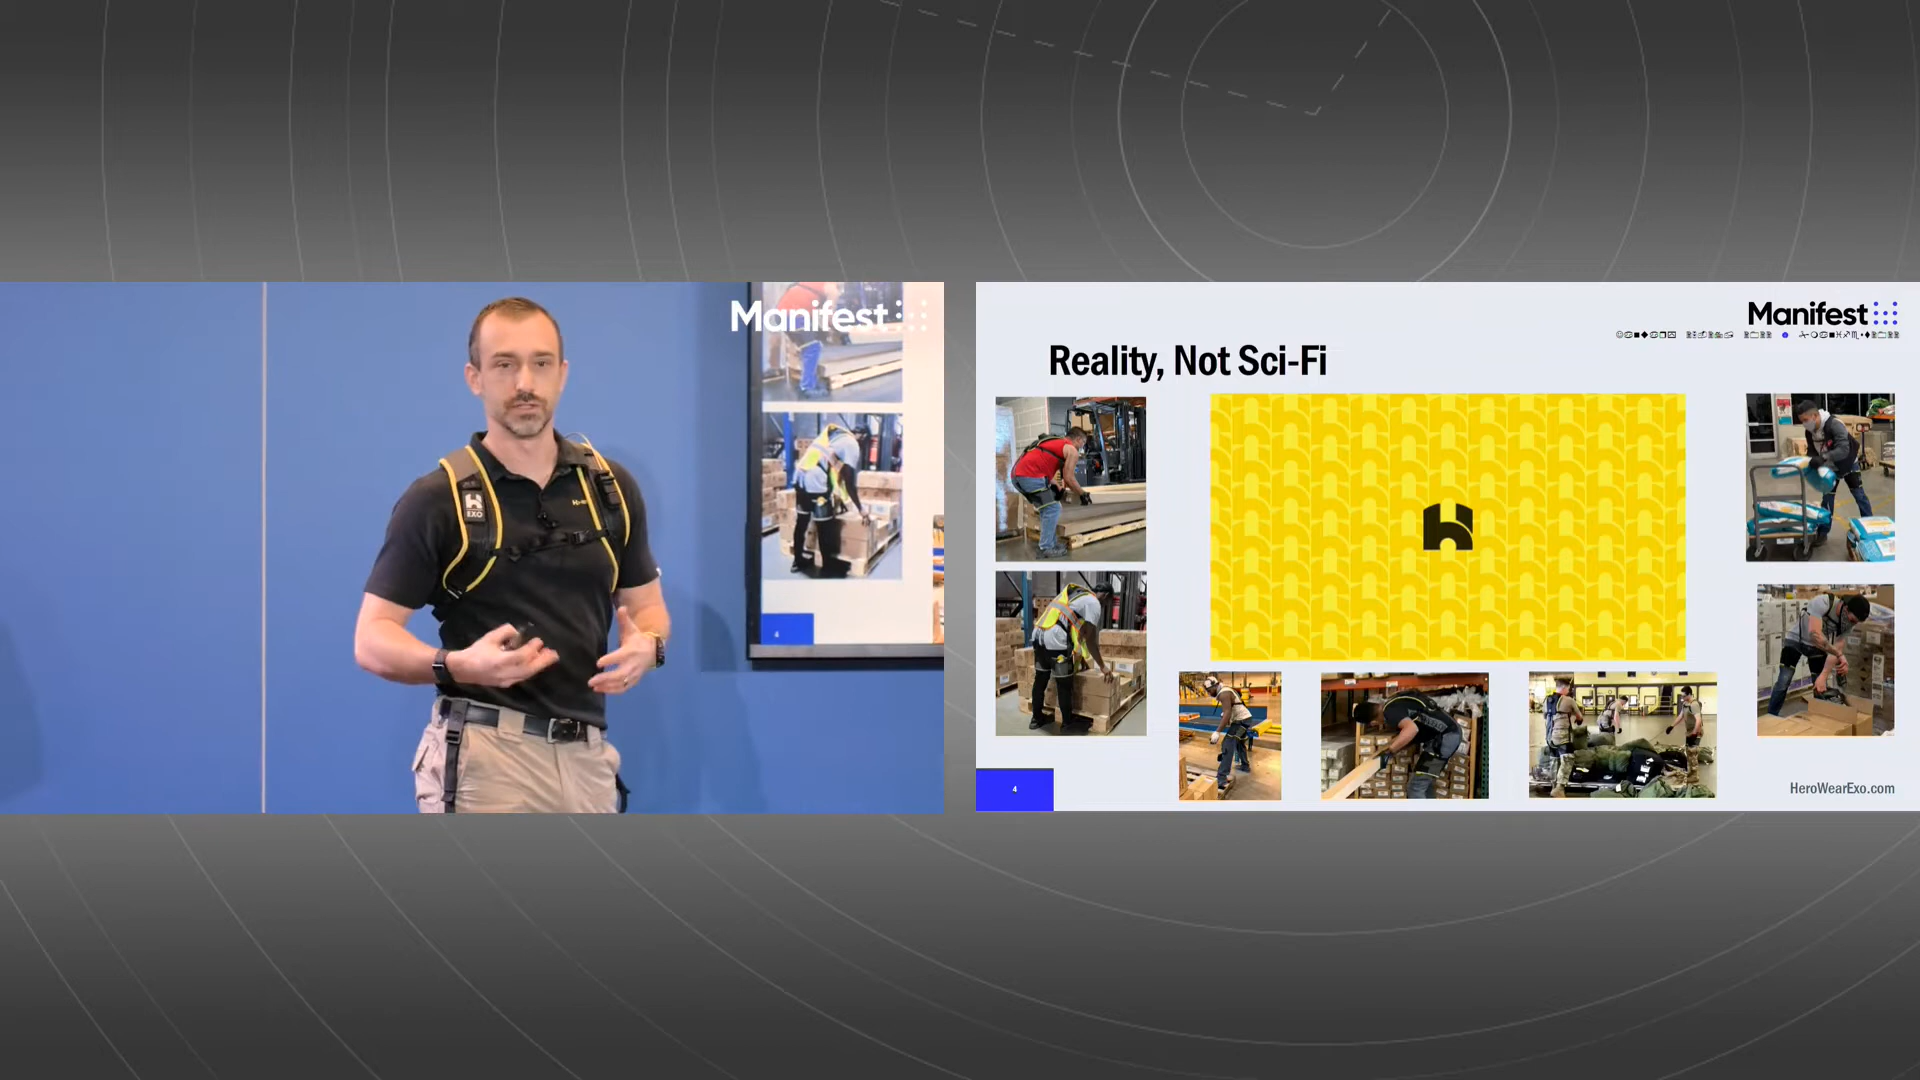 Manifest
EXO
4
Manifest
Reality, Not Sci-Fi
4
HeroWearExo.com